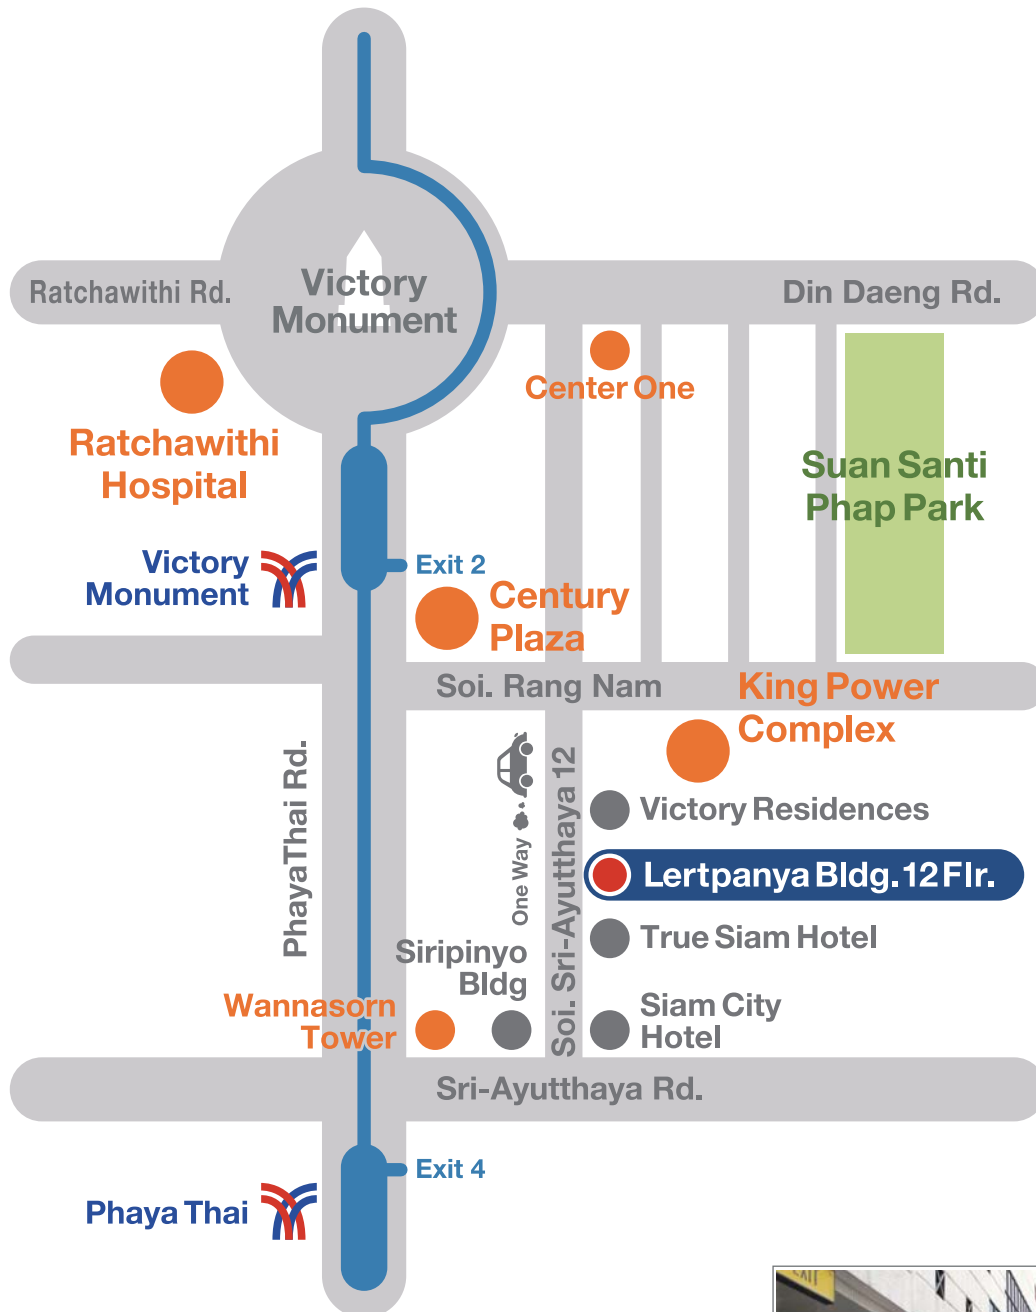 Ratchawithi Rd.
Victory
Monument
Din Daeng Rd.
Center One
Ratchawithi
Hospital
Suan Santi
Phap Park
Victory
Monument
Exit 2
Century
Plaza
Soi. Rang Nam
King Power
Complex
PhayaThai Rd.
One Way
Soi. Sri-Ayutthaya 12
Victory Residences
Lertpanya Bldg.12 Flr.
True Siam Hotel
Siripinyo
Bldg
Wannasorn
Tower
Siam City
Hotel
Sri-Ayutthaya Rd.
Exit 4
Phaya Thai
EXIT